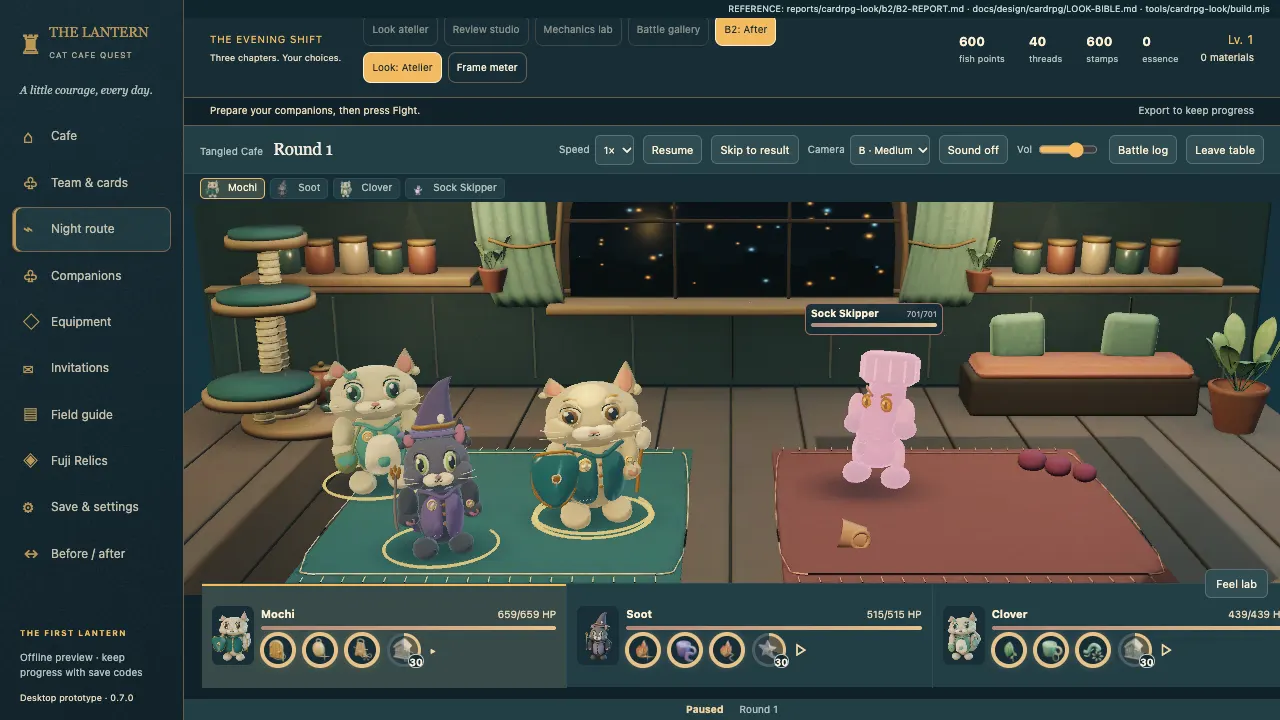 REFERENCE: reports/cardrpg-look/b2/B2-REPORT.md · docs/design/cardrpg/LOOK-BIBLE.md · tools/cardrpg-look/build.mjs
THE LANTERN
CAT CAFE QUEST
A little courage, every day.
Cafe
Team & cards
Night route
Companions
Equipment
Invitations
Field guide
Fuji Relics
Save & settings
Before / after
THE FIRST LANTERN
Offline preview · keep
progress with save codes
Desktop prototype · 0.7.0
THE EVENING SHIFT
Three chapters. Your choices.
Look atelier
Review studio
Mechanics lab
Battle gallery
B2: After
Look: Atelier
Frame meter
600
fish points
40
threads
600
stamps
0
essence
Lv. 1
0 materials
Prepare your companions, then press Fight.
Export to keep progress
Tangled Cafe Round 1
Speed 1x
Resume
Skip to result
Camera B · Medium
Sound off
Vol
Battle log
Leave table
Mochi
Soot
Clover
Sock Skipper
Sock Skipper 701/701
Feel lab
Mochi 659/659 HP
30
Soot 515/515 HP
30
Clover 439/439 H
30
Paused Round 1